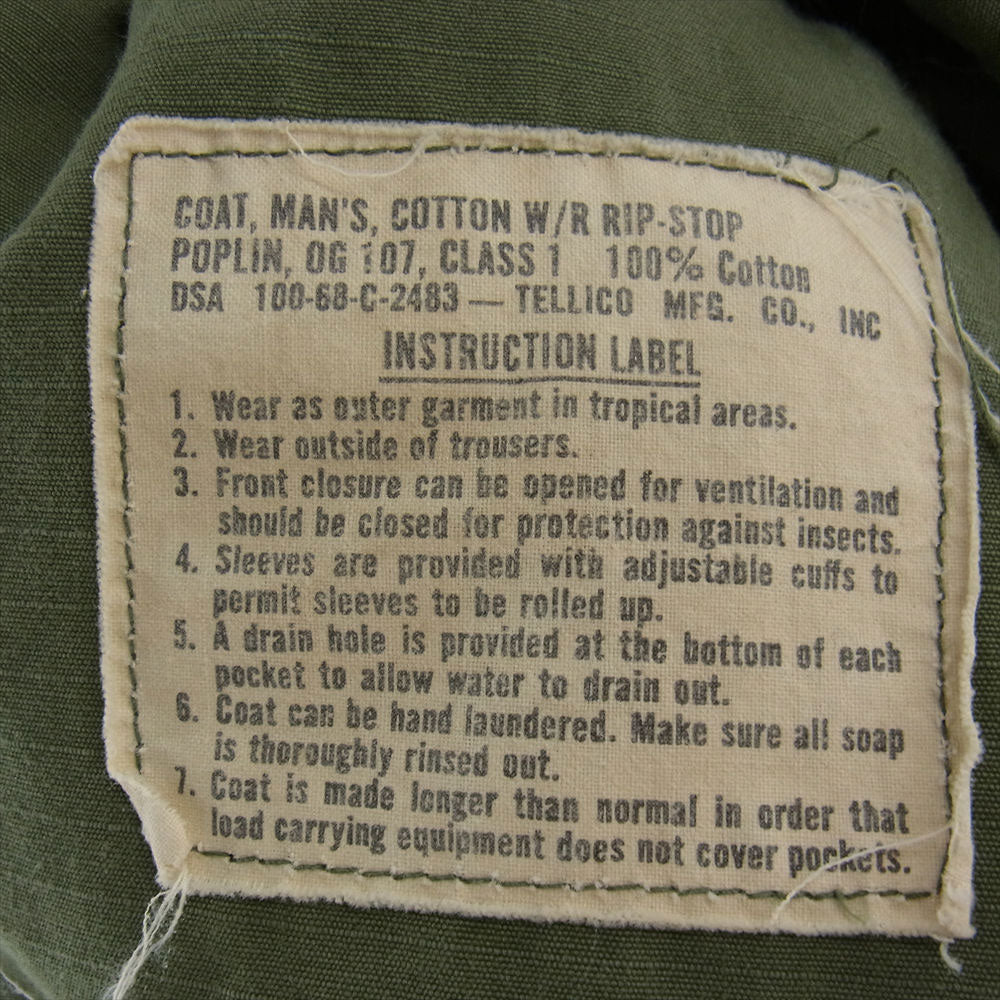 COAT, MAN'S, COTTON W/R RIP-STOP
POPLIN, OG 107, CLASS 1 100% Cotton
DSA 100-68-C-2483 — TELLICO MFG. CO., INC
INSTRUCTION LABEL
1. Wear as outer garment in tropical areas.
2. Wear outside of trousers.
3. Front closure can be opened for ventilation and
should be closed for protection against insects.
4. Sleeves are provided with adjustable cuffs to
permit sleeves to be rolled up.
5. A drain hole is provided at the bottom of each
pocket to allow water to drain out.
6. Coat can be hand laundered. Make sure all soap
is thoroughly rinsed out.
7. Coat is made longer than normal in order that
load carrying equipment does not cover pockets.